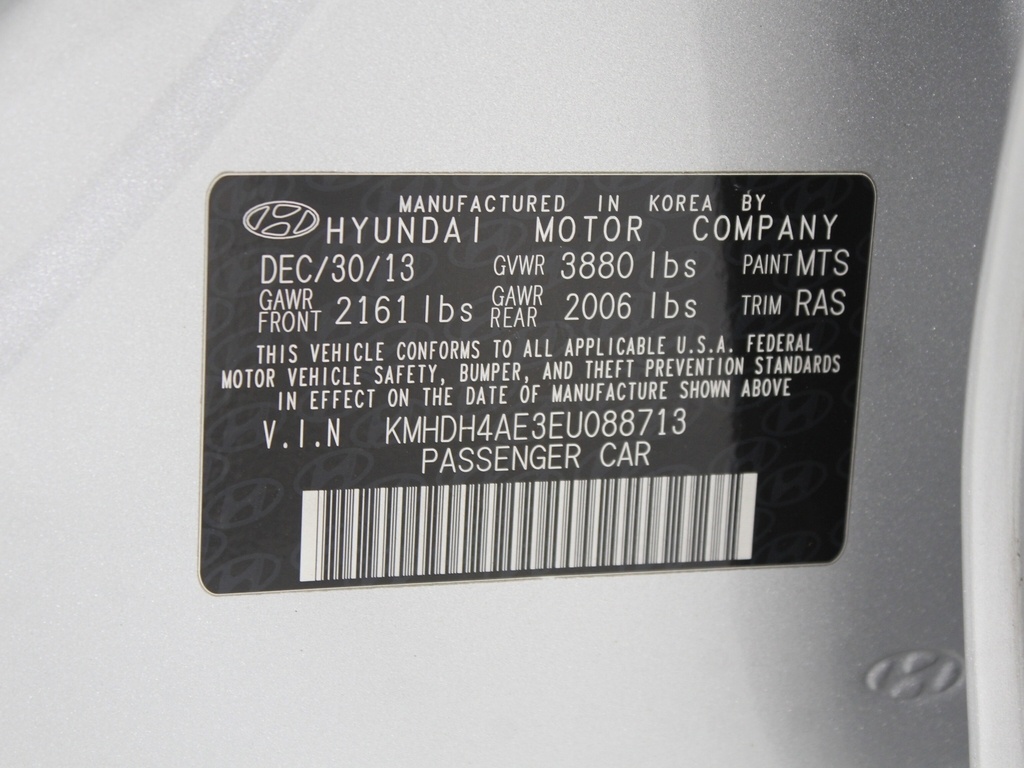 MANUFACTURED IN KOREA BY
HYUNDAI MOTOR COMPANY
DEC/30/13 GVWR 3880 lbs PAINT MTS
GAWR FRONT 2161 lbs GAWR REAR 2006 lbs TRIM RAS
THIS VEHICLE CONFORMS TO ALL APPLICABLE U.S.A. FEDERAL
MOTOR VEHICLE SAFETY, BUMPER, AND THEFT PREVENTION STANDARDS
IN EFFECT ON THE DATE OF MANUFACTURE SHOWN ABOVE
V.I.N KMHDH4AE3EU088713
PASSENGER CAR